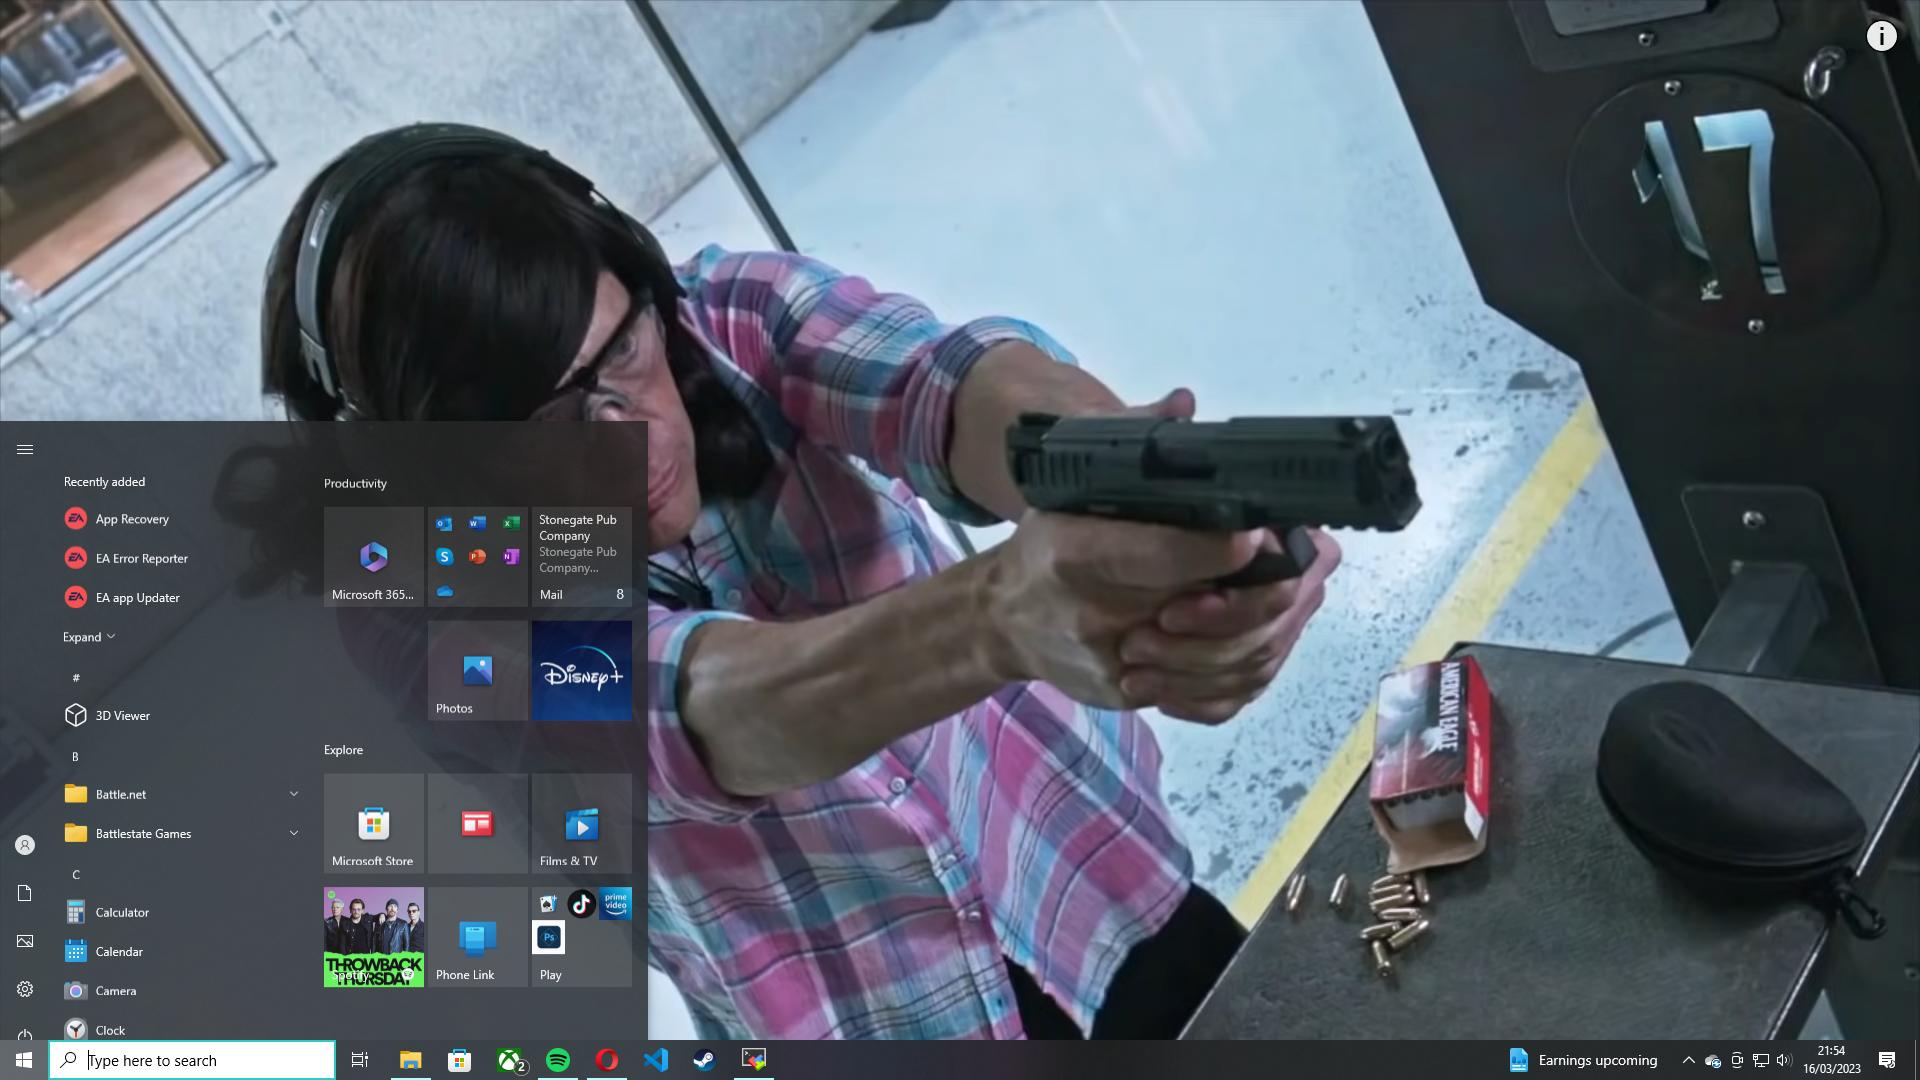 i
17
AMERICAN EAGLE
Recently added
App Recovery
EA Error Reporter
EA app Updater
Expand
#
3D Viewer
B
Battle.net
Battlestate Games
C
Calculator
Calendar
Camera
Clock
Productivity
Microsoft 365...
Stonegate Pub
Company
Stonegate Pub
Company...
Mail 8
Photos
Disney+
Explore
Microsoft Store
Films & TV
THROWBACK
THURSDAY
Spotify
Phone Link
prime
video
Ps
Play
Type here to search
2
Earnings upcoming
21:54
16/03/2023